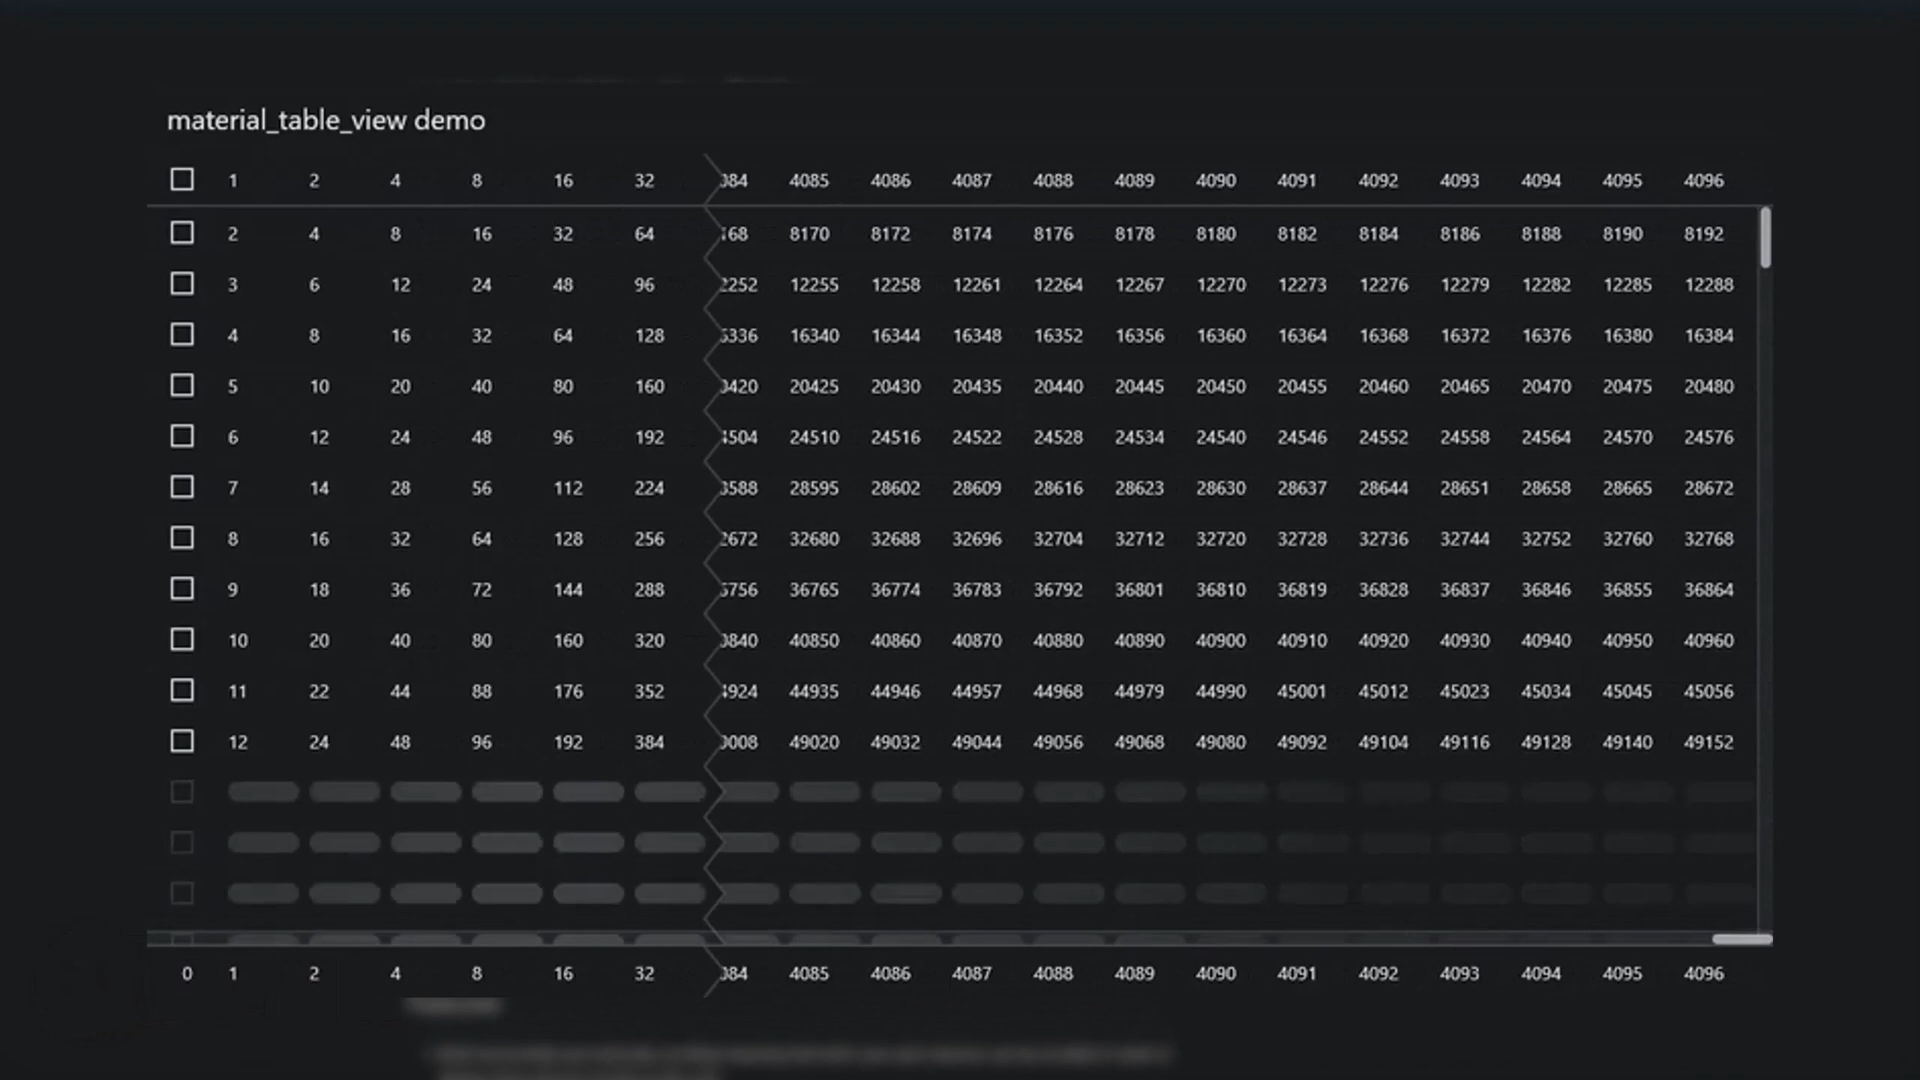 material_table_view demo
1 2 4 8 16 32 084 4085 4086 4087 4088 4089 4090 4091 4092 4093 4094 4095 4096
2 4 8 16 32 64 168 8170 8172 8174 8176 8178 8180 8182 8184 8186 8188 8190 8192
3 6 12 24 48 96 2252 12255 12258 12261 12264 12267 12270 12273 12276 12279 12282 12285 12288
4 8 16 32 64 128 6336 16340 16344 16348 16352 16356 16360 16364 16368 16372 16376 16380 16384
5 10 20 40 80 160 0420 20425 20430 20435 20440 20445 20450 20455 20460 20465 20470 20475 20480
6 12 24 48 96 192 4504 24510 24516 24522 24528 24534 24540 24546 24552 24558 24564 24570 24576
7 14 28 56 112 224 8588 28595 28602 28609 28616 28623 28630 28637 28644 28651 28658 28665 28672
8 16 32 64 128 256 2672 32680 32688 32696 32704 32712 32720 32728 32736 32744 32752 32760 32768
9 18 36 72 144 288 6756 36765 36774 36783 36792 36801 36810 36819 36828 36837 36846 36855 36864
10 20 40 80 160 320 0840 40850 40860 40870 40880 40890 40900 40910 40920 40930 40940 40950 40960
11 22 44 88 176 352 4924 44935 44946 44957 44968 44979 44990 45001 45012 45023 45034 45045 45056
12 24 48 96 192 384 9008 49020 49032 49044 49056 49068 49080 49092 49104 49116 49128 49140 49152
0 1 2 4 8 16 32 084 4085 4086 4087 4088 4089 4090 4091 4092 4093 4094 4095 4096